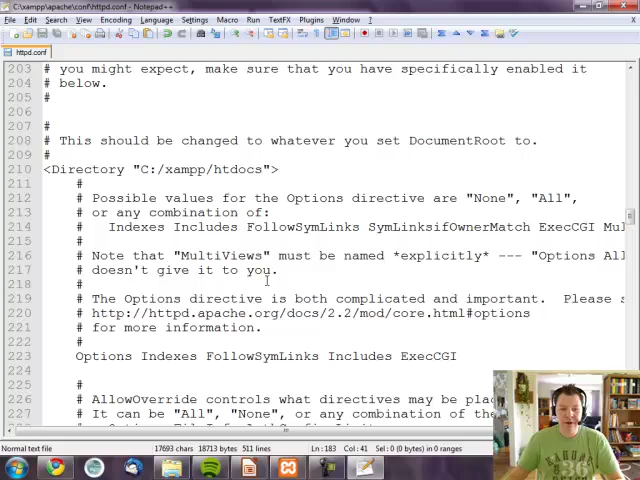 C:\xampp\apache\conf\httpd.conf - Notepad++
File Edit Search View Encoding Language Settings Macro Run TextFX Plugins Window ? X
httpd.conf
203 # you might expect, make sure that you have specifically enabled it
204 # below.
205 #
206
207 #
208 # This should be changed to whatever you set DocumentRoot to.
209 #
210 <Directory "C:/xampp/htdocs">
211 #
212 # Possible values for the Options directive are "None", "All",
213 # or any combination of:
214 # Indexes Includes FollowSymLinks SymLinksifOwnerMatch ExecCGI Mul
215 #
216 # Note that "MultiViews" must be named *explicitly* --- "Options All
217 # doesn't give it to you.
218 #
219 # The Options directive is both complicated and important. Please s
220 # http://httpd.apache.org/docs/2.2/mod/core.html#options
221 # for more information.
222 #
223 Options Indexes FollowSymLinks Includes ExecCGI
224
225 #
226 # AllowOverride controls what directives may be plac
227 # It can be "All", "None", or any combination of the
Normal text file 17693 chars 18713 bytes 511 lines Ln : 183 Col : 41 Sel : 0 (0 bytes) in 0 ranges